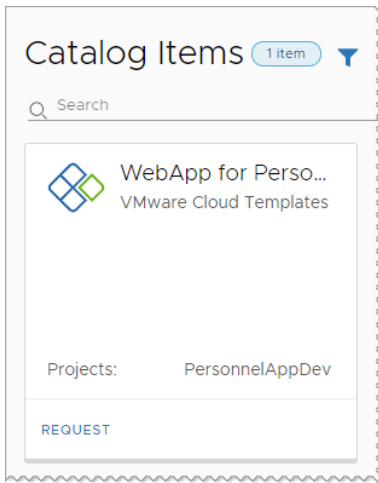 Catalog Items 1 item
Search
WebApp for Perso...
VMware Cloud Templates
Projects: PersonnelAppDev
REQUEST